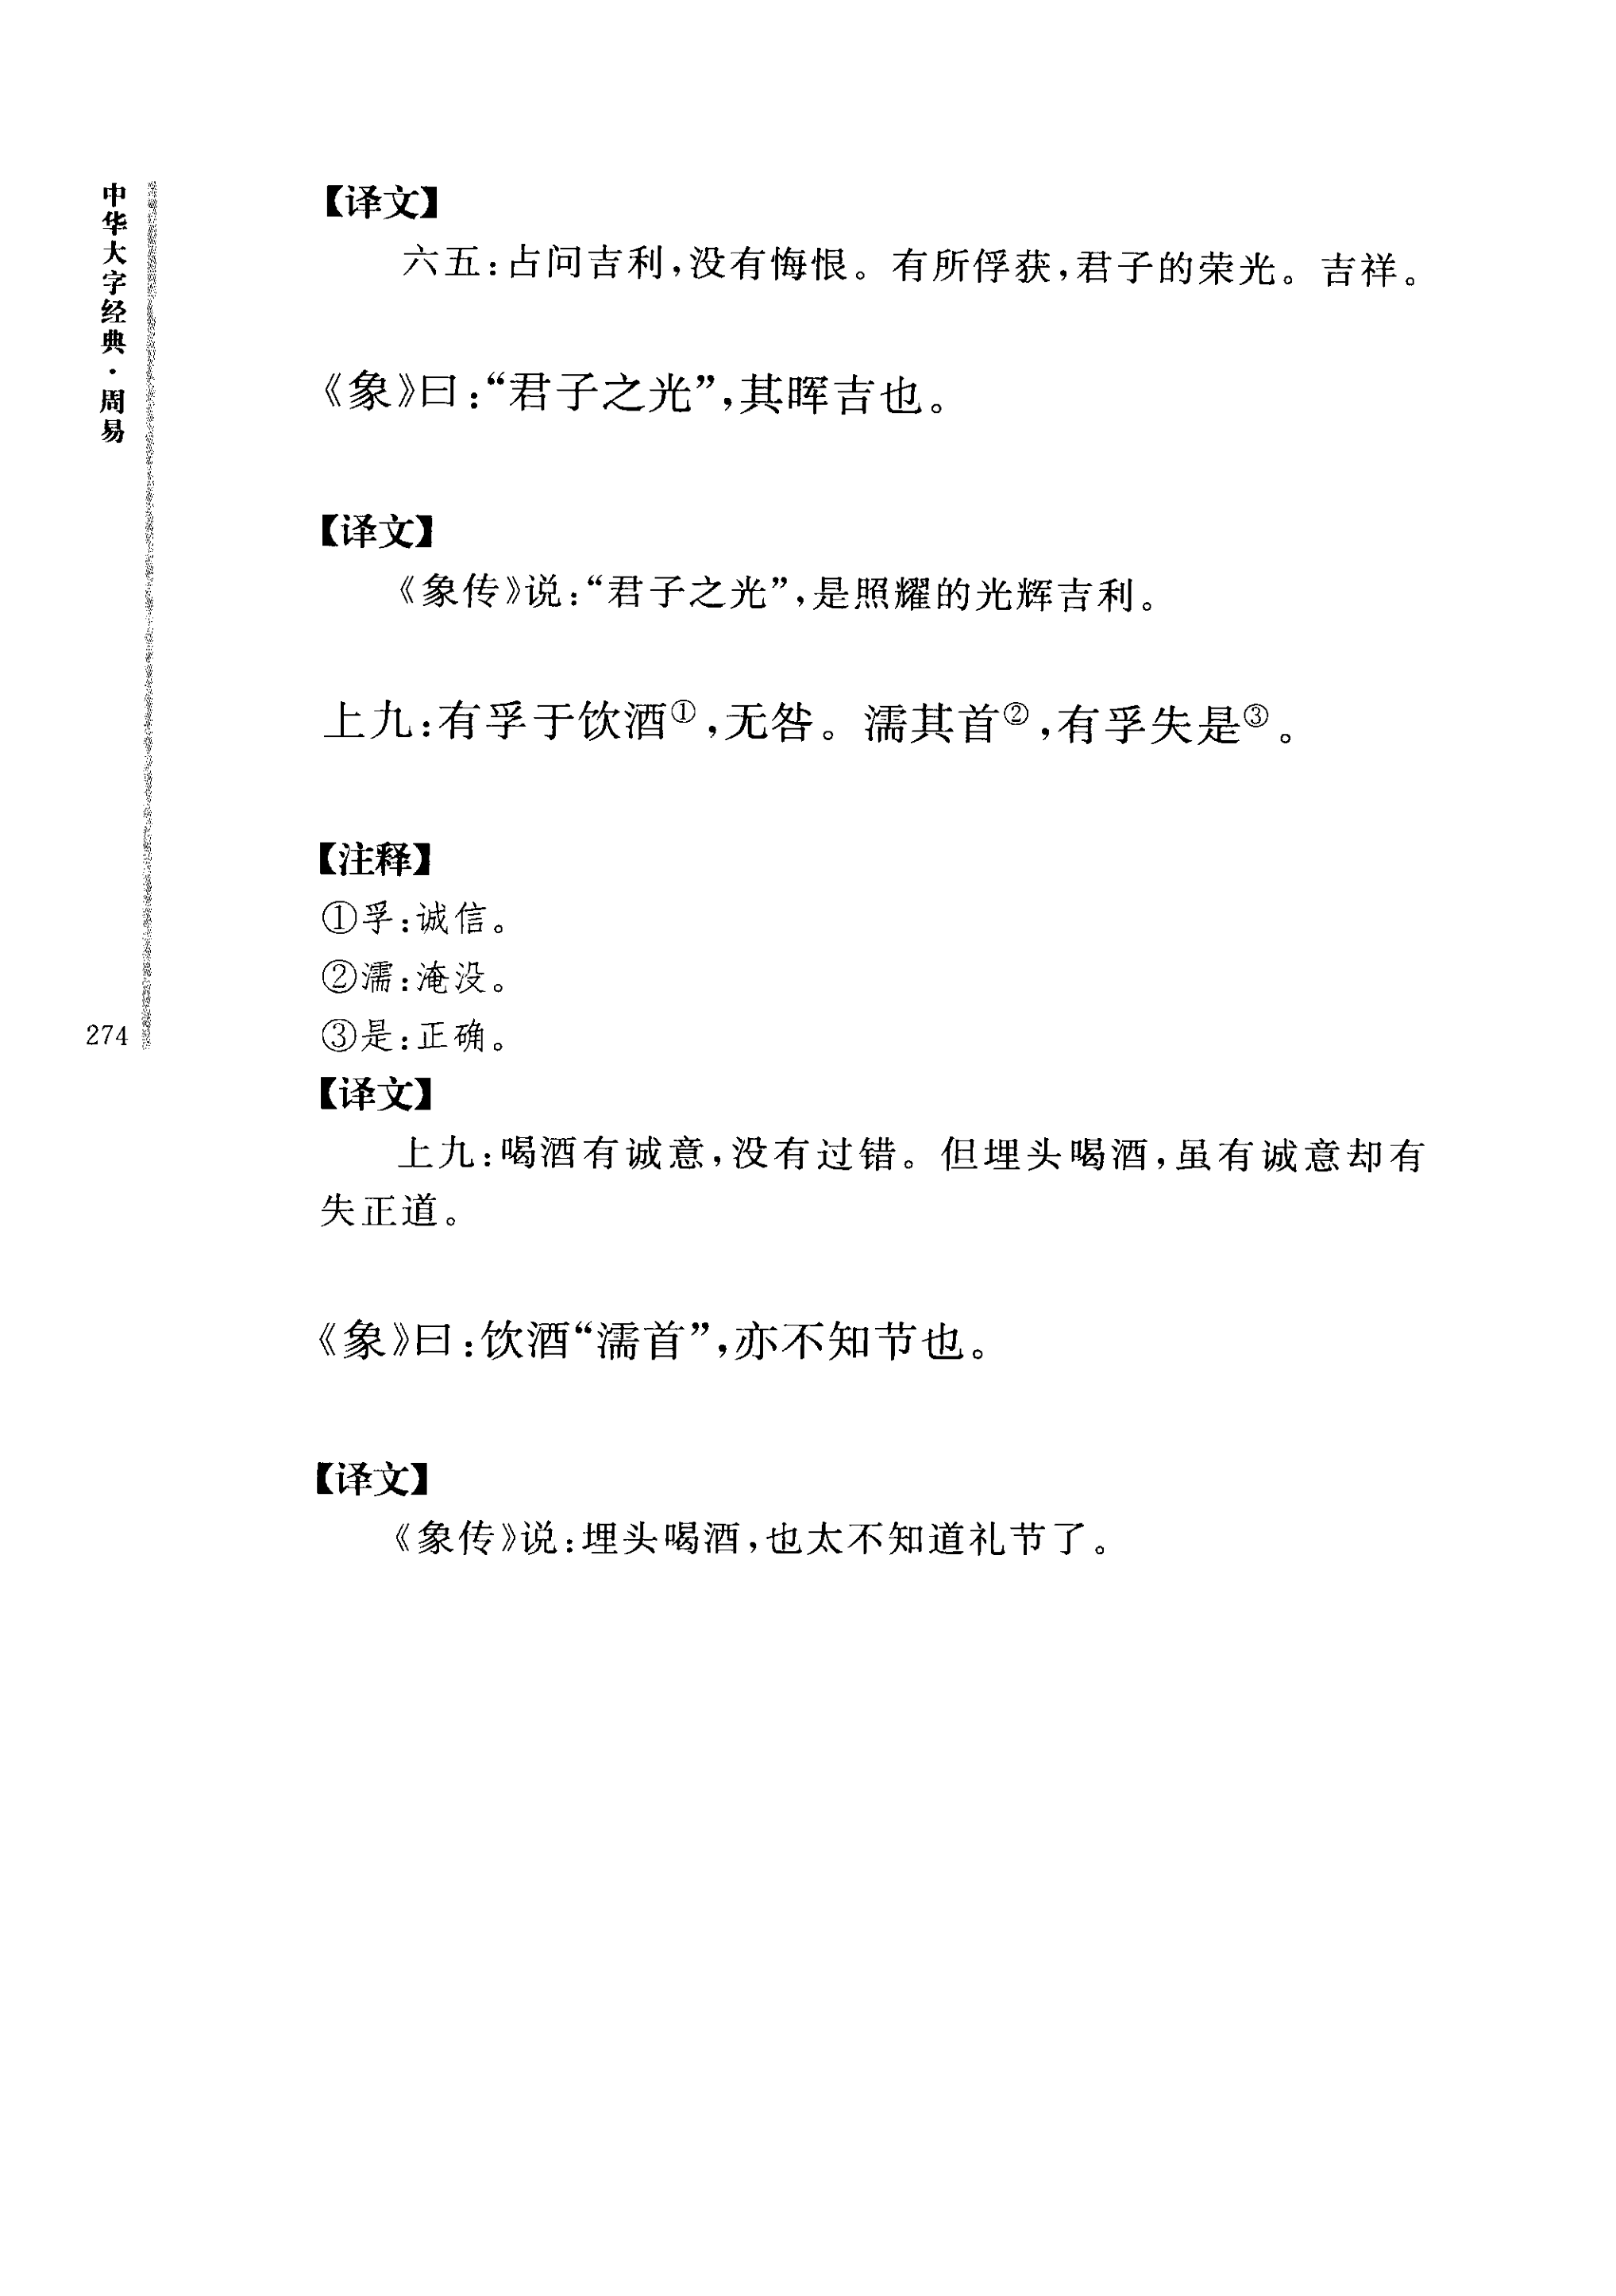 中华大字经典·周易
274
【译文】
六五：占问吉利，没有悔恨。有所俘获，君子的荣光。吉祥。
《象》曰：“君子之光”，其晖吉也。
【译文】
《象传》说：“君子之光”，是照耀的光辉吉利。
上九：有孚于饮酒①，无咎。濡其首②，有孚失是③。
【注释】
①孚：诚信。
②濡：淹没。
③是：正确。
【译文】
上九：喝酒有诚意，没有过错。但埋头喝酒，虽有诚意却有
失正道。
《象》曰：饮酒“濡首”，亦不知节也。
【译文】
《象传》说：埋头喝酒，也太不知道礼节了。